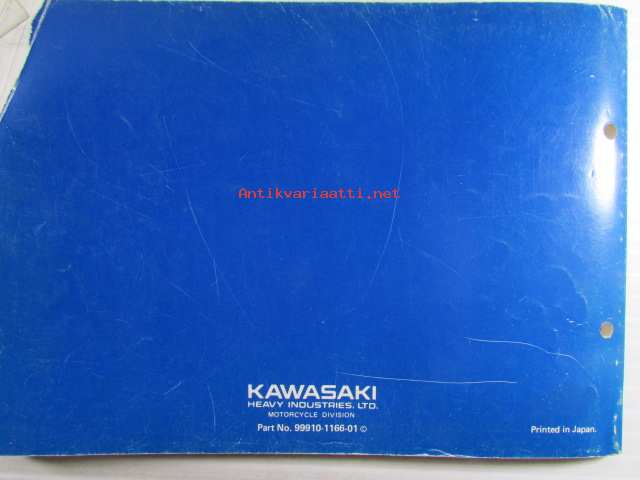 Antikvariaatti.net
KAWASAKI
HEAVY INDUSTRIES, LTD.
MOTORCYCLE DIVISION
Part No. 99910-1166-01 ©
Printed in Japan.